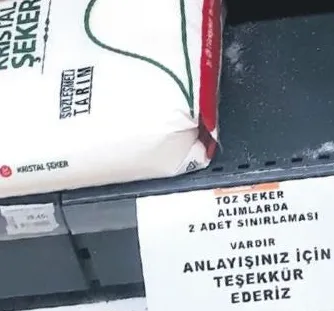 KRİSTAL
ŞEKER
SÖZLEŞMELİ
TARIM
KRİSTAL ŞEKER
TOZ ŞEKER
ALIMLARDA
2 ADET SINIRLAMASI
VARDIR
ANLAYIŞINIZ İÇİN
TEŞEKKÜR
EDERİZ